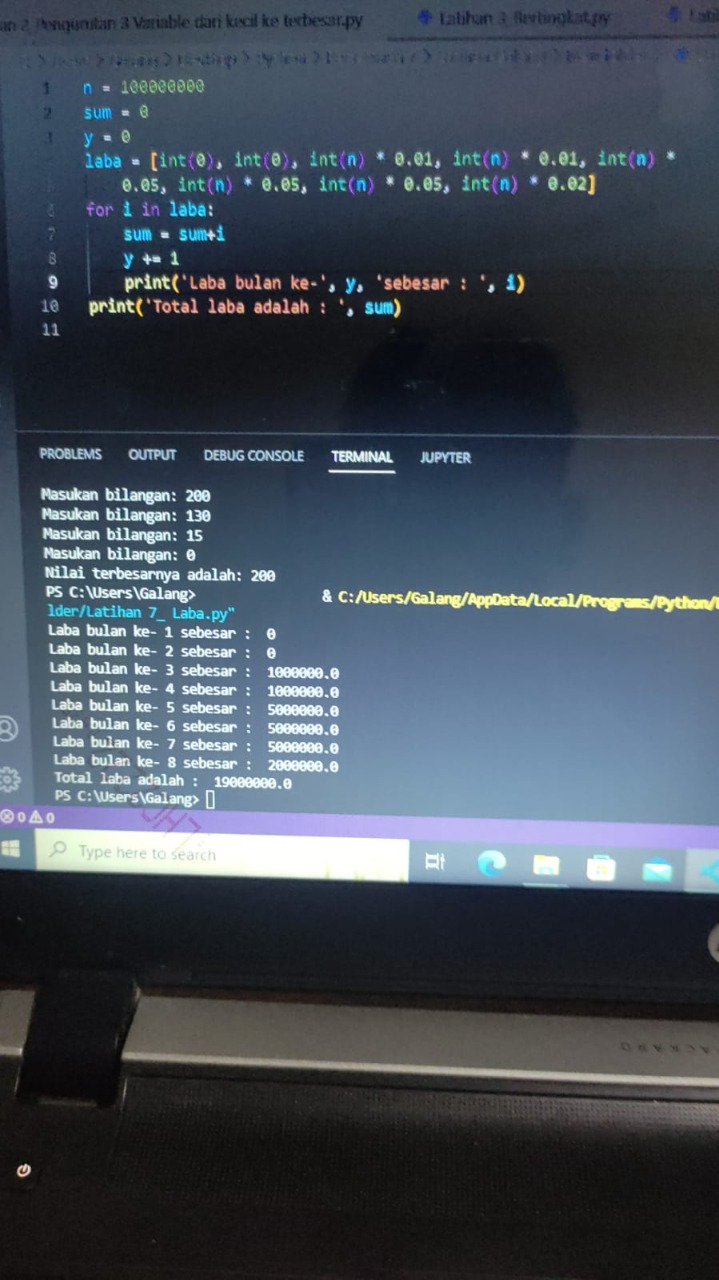 an 2_Pengurutan 3 Variable dari kecil ke terbesar.py
Latihan 3_Bertingkat.py
1 n = 100000000
2 sum = 0
3 y = 0
laba = [int(0), int(0), int(n) * 0.01, int(n) * 0.01, int(n) *
0.05, int(n) * 0.05, int(n) * 0.05, int(n) * 0.02]
6 for i in laba:
7 sum = sum+i
8 y += 1
9 print('Laba bulan ke-', y, 'sebesar : ', i)
10 print('Total laba adalah : ', sum)
11
PROBLEMS OUTPUT DEBUG CONSOLE TERMINAL JUPYTER
Masukan bilangan: 200
Masukan bilangan: 130
Masukan bilangan: 15
Masukan bilangan: 0
Nilai terbesarnya adalah: 200
PS C:\Users\Galang> & C:/Users/Galang/AppData/Local/Programs/Python/
lder/Latihan 7_ Laba.py"
Laba bulan ke- 1 sebesar : 0
Laba bulan ke- 2 sebesar : 0
Laba bulan ke- 3 sebesar : 1000000.0
Laba bulan ke- 4 sebesar : 1000000.0
Laba bulan ke- 5 sebesar : 5000000.0
Laba bulan ke- 6 sebesar : 5000000.0
Laba bulan ke- 7 sebesar : 5000000.0
Laba bulan ke- 8 sebesar : 2000000.0
Total laba adalah : 19000000.0
PS C:\Users\Galang>
0 0
Type here to search